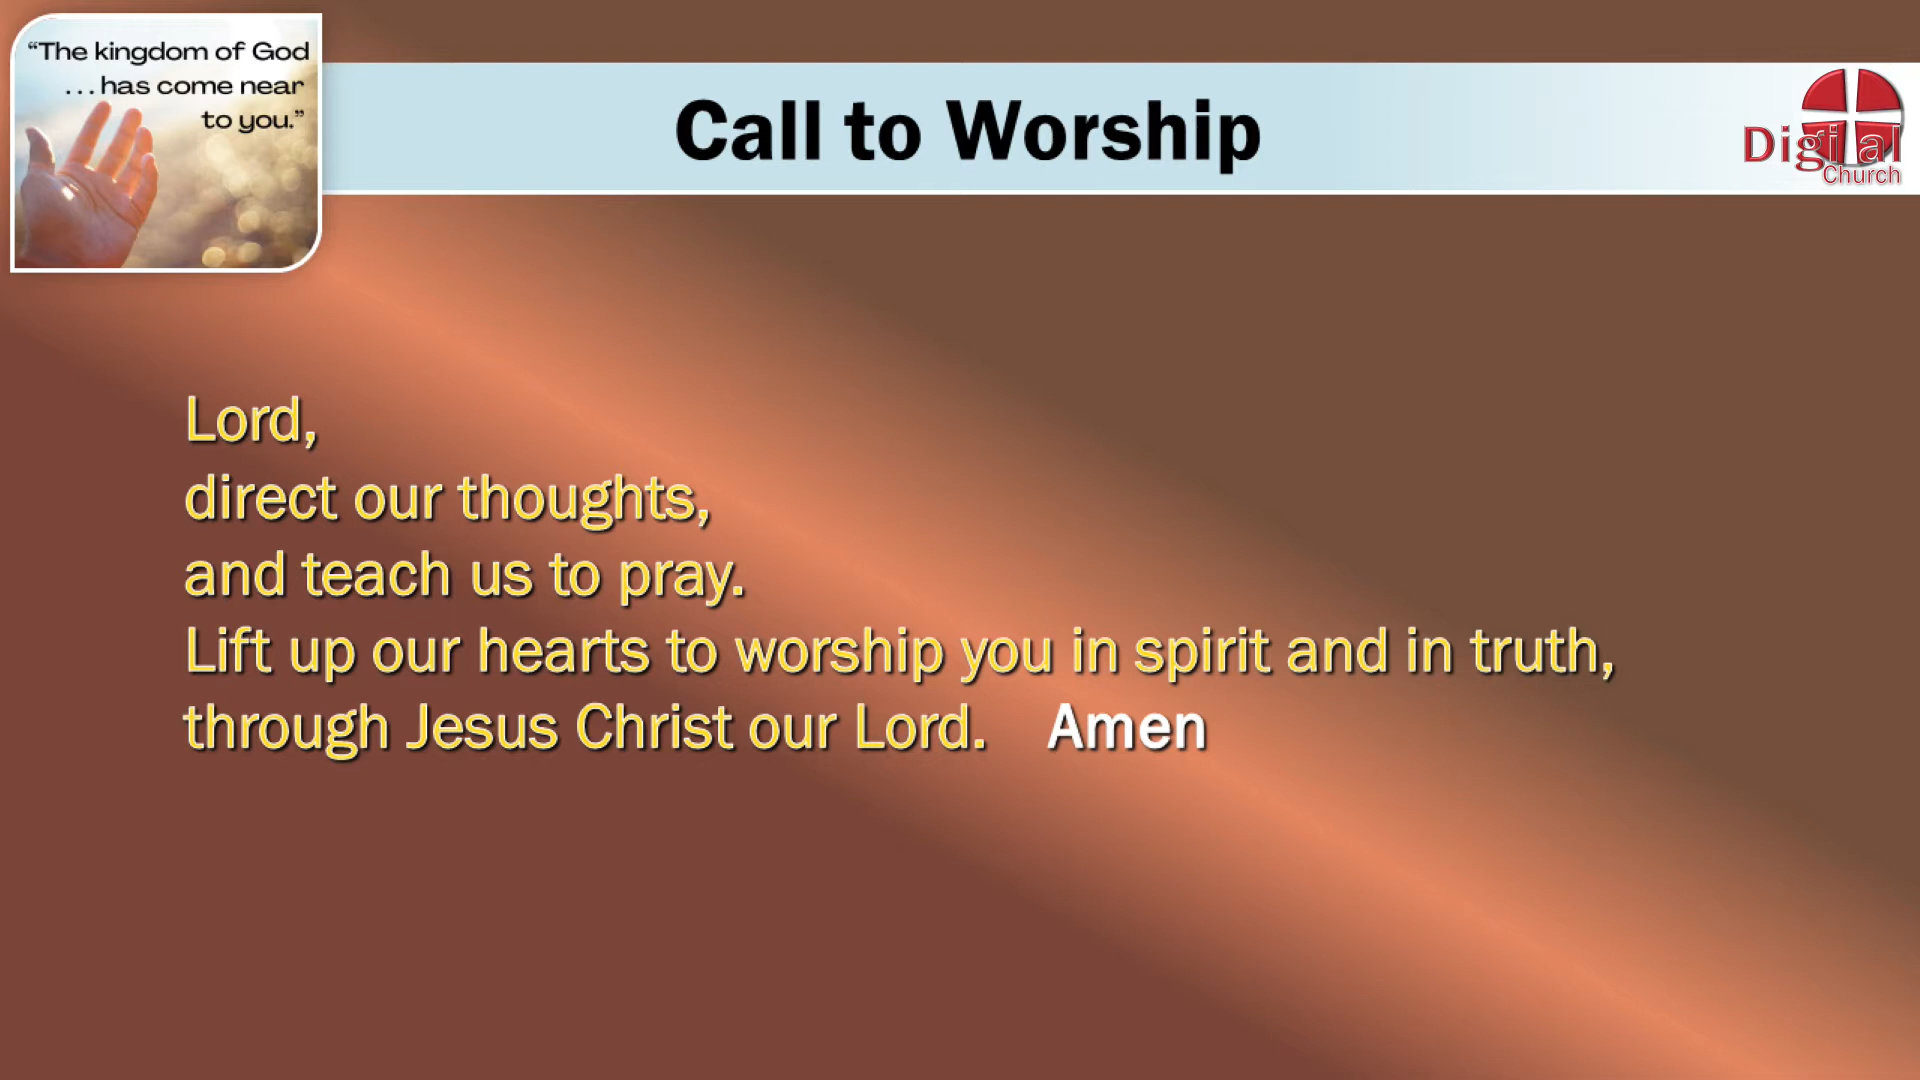 “The kingdom of God
...has come near
to you.”
Call to Worship
Digital
Church
Lord,
direct our thoughts,
and teach us to pray.
Lift up our hearts to worship you in spirit and in truth,
through Jesus Christ our Lord. Amen